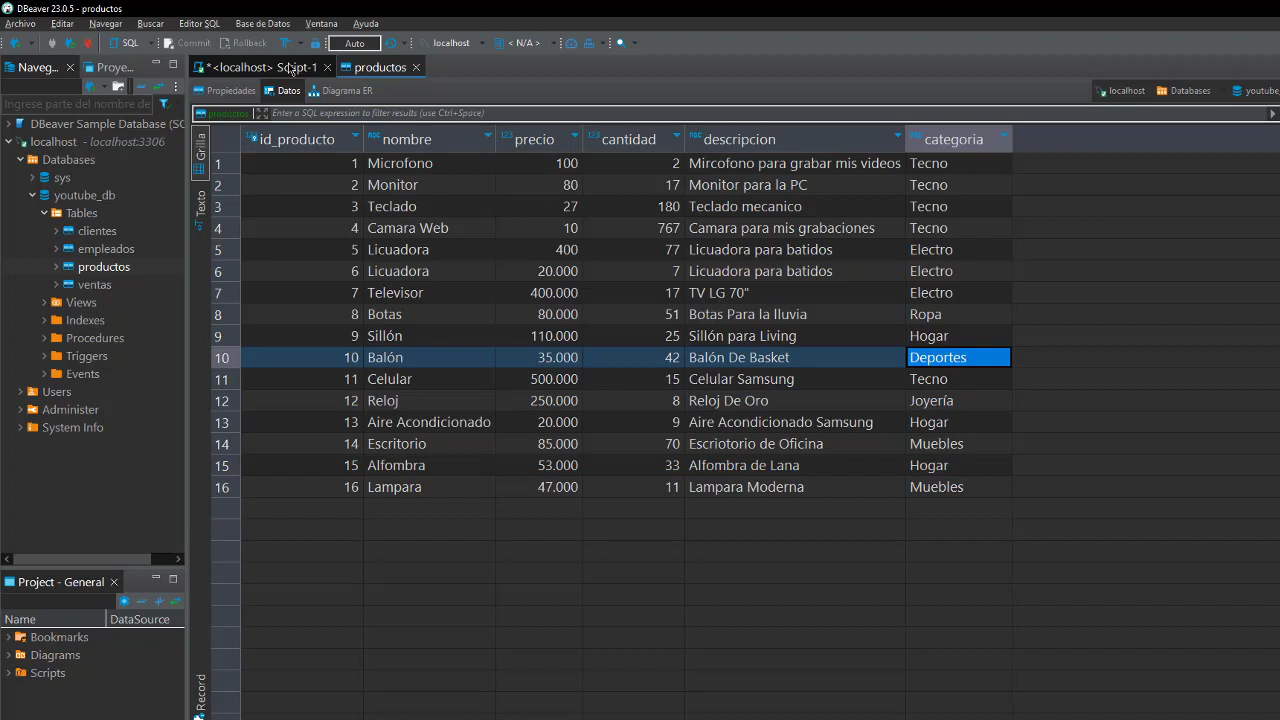 DBeaver 23.0.5 - productos
Archivo Editar Navegar Buscar Editor SQL Base de Datos Ventana Ayuda
SQL Commit Rollback Auto localhost < N/A >
Naveg... Proye...
*<localhost> Script-1 productos
Propiedades Datos Diagrama ER
localhost Databases youtube_
Ingrese parte del nombre de
productos Enter a SQL expression to filter results (use Ctrl+Space)
DBeaver Sample Database (SQ
localhost - localhost:3306
Databases
sys
youtube_db
Tables
clientes
empleados
productos
ventas
Views
Indexes
Procedures
Triggers
Events
Users
Administer
System Info
Project - General
Name DataSource
Bookmarks
Diagrams
Scripts
Grilla
Texto
Record
id_producto nombre precio cantidad descripcion categoria
1 1 Microfono 100 2 Mircofono para grabar mis videos Tecno
2 2 Monitor 80 17 Monitor para la PC Tecno
3 3 Teclado 27 180 Teclado mecanico Tecno
4 4 Camara Web 10 767 Camara para mis grabaciones Tecno
5 5 Licuadora 400 77 Licuadora para batidos Electro
6 6 Licuadora 20.000 7 Licuadora para batidos Electro
7 7 Televisor 400.000 17 TV LG 70" Electro
8 8 Botas 80.000 51 Botas Para la lluvia Ropa
9 9 Sillón 110.000 25 Sillón para Living Hogar
10 10 Balón 35.000 42 Balón De Basket Deportes
11 11 Celular 500.000 15 Celular Samsung Tecno
12 12 Reloj 250.000 8 Reloj De Oro Joyería
13 13 Aire Acondicionado 20.000 9 Aire Acondicionado Samsung Hogar
14 14 Escritorio 85.000 70 Escriotorio de Oficina Muebles
15 15 Alfombra 53.000 33 Alfombra de Lana Hogar
16 16 Lampara 47.000 11 Lampara Moderna Muebles